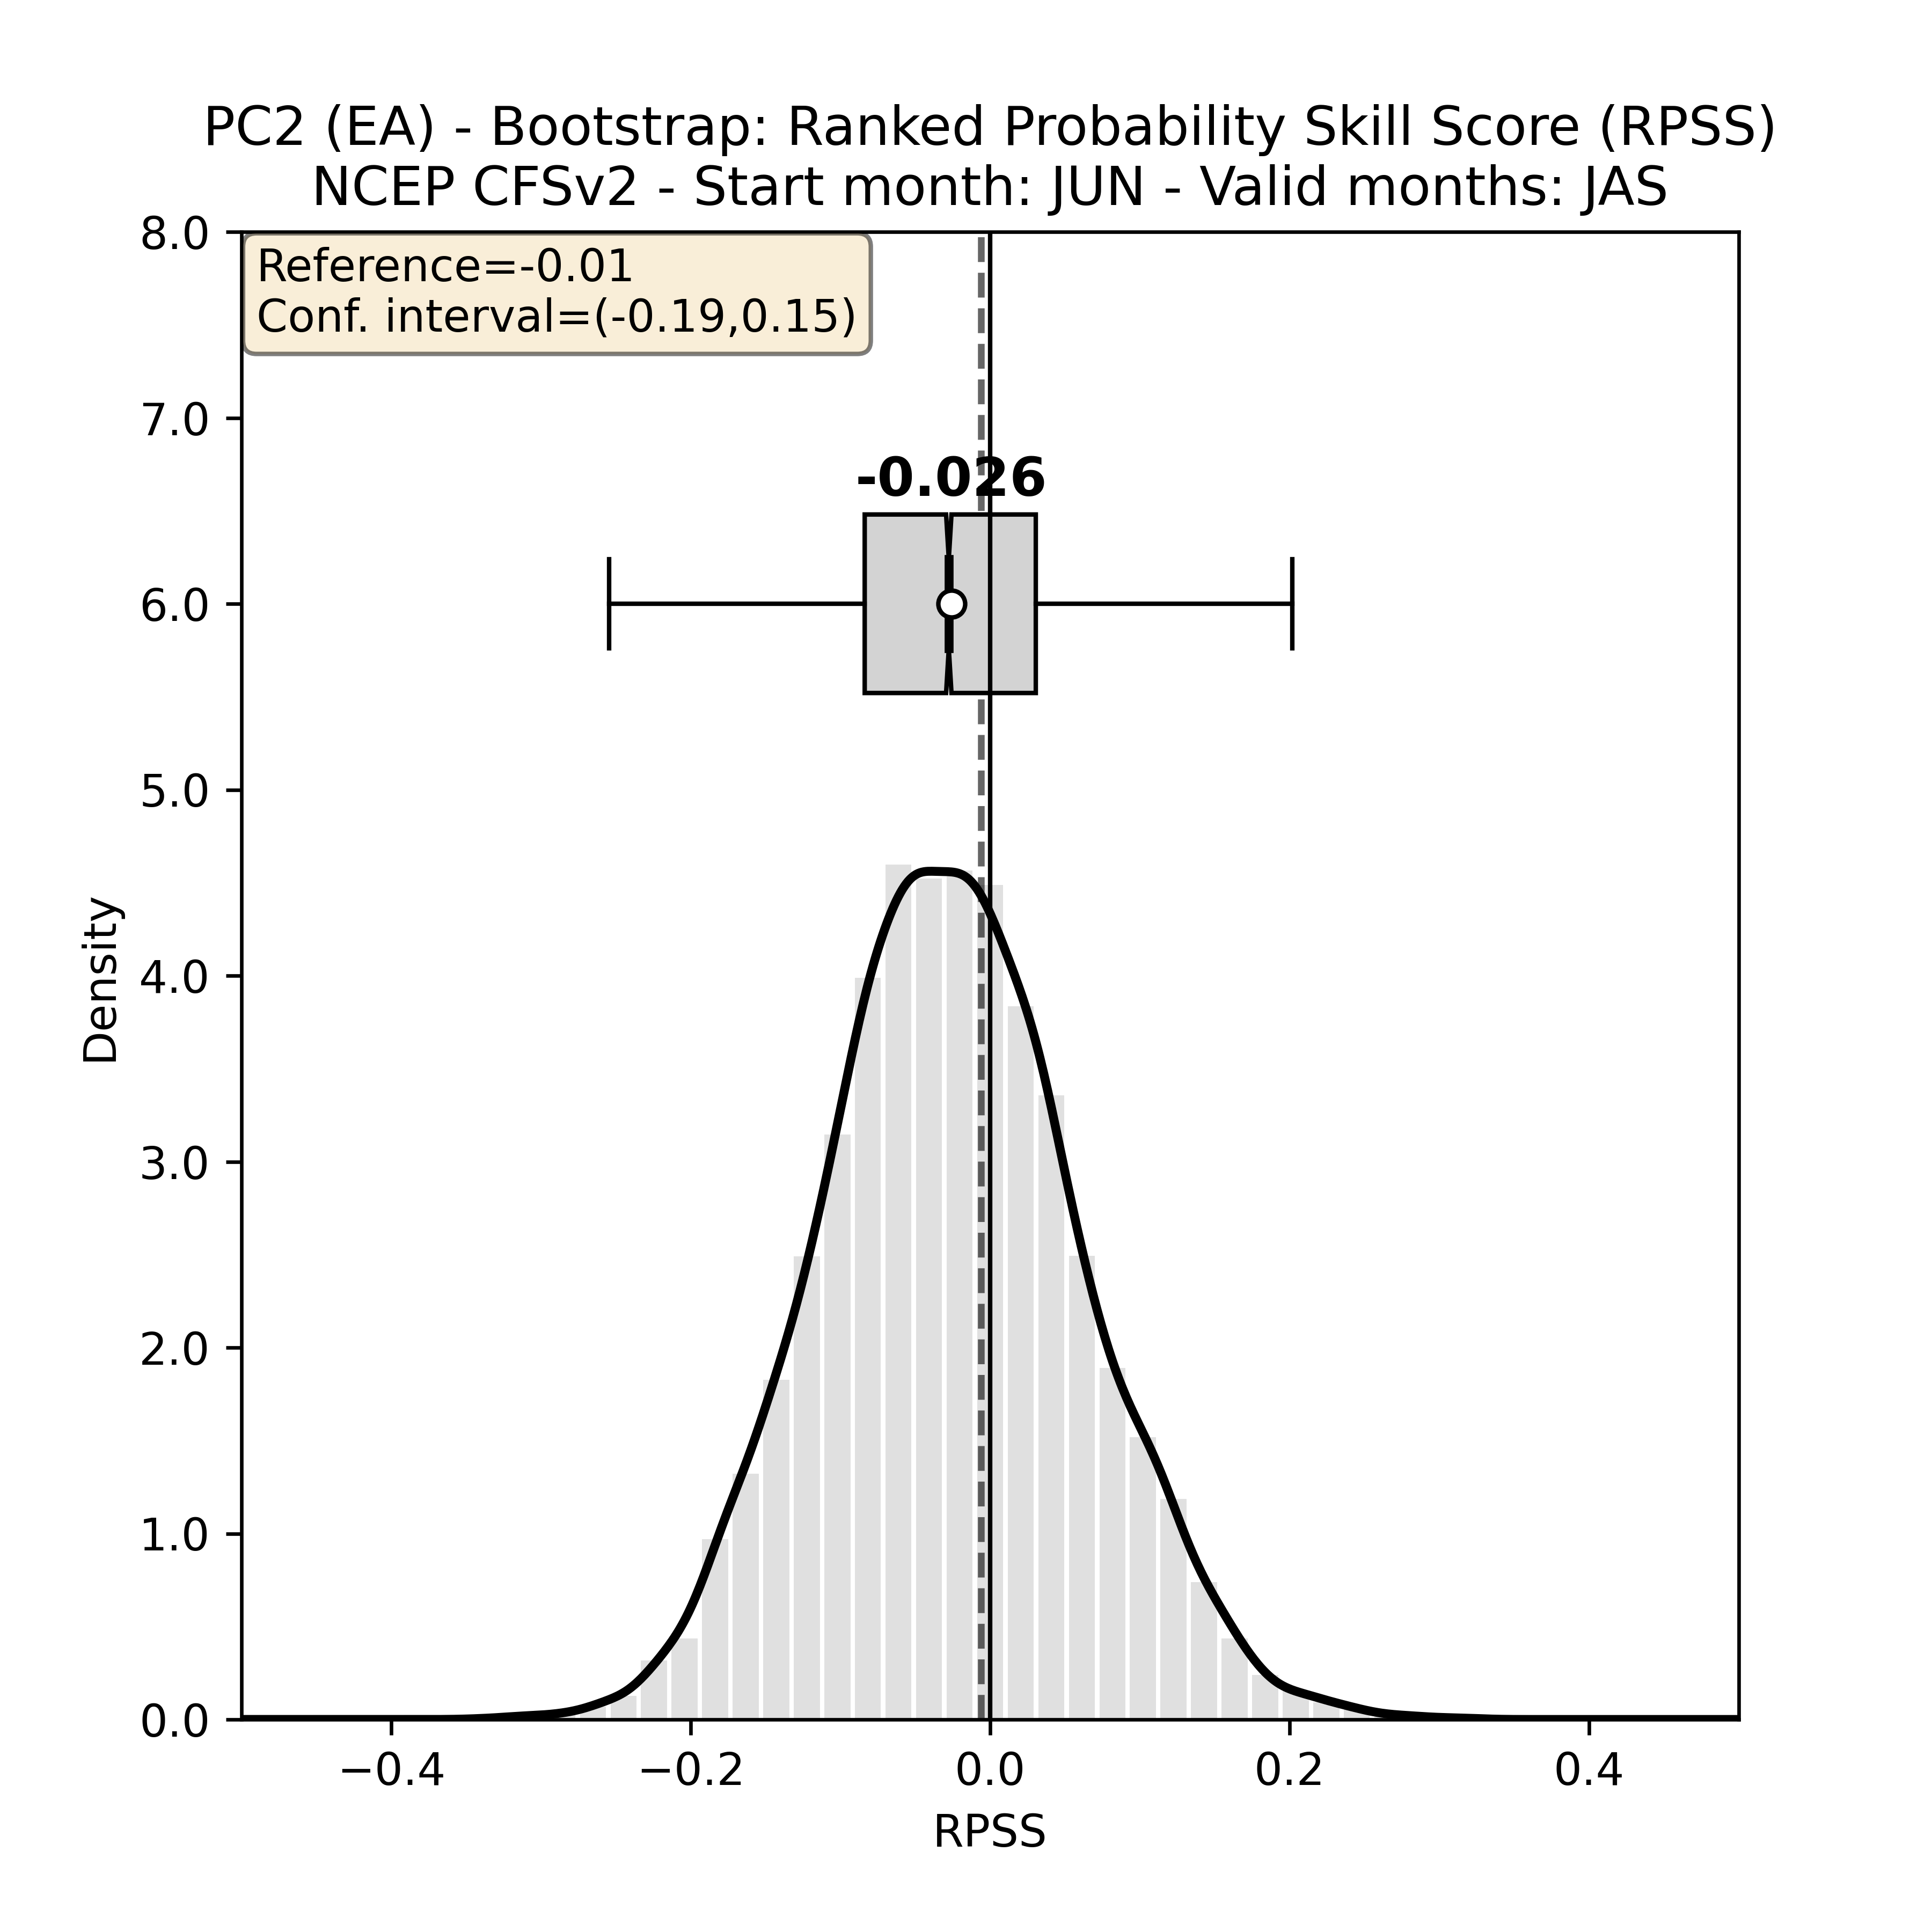 PC2 (EA) - Bootstrap: Ranked Probability Skill Score (RPSS)
NCEP CFSv2 - Start month: JUN - Valid months: JAS
Reference=-0.01
Conf. interval=(-0.19,0.15)
-0.026
8.0
7.0
6.0
5.0
4.0
3.0
2.0
1.0
0.0
Density
−0.4
−0.2
0.0
0.2
0.4
RPSS